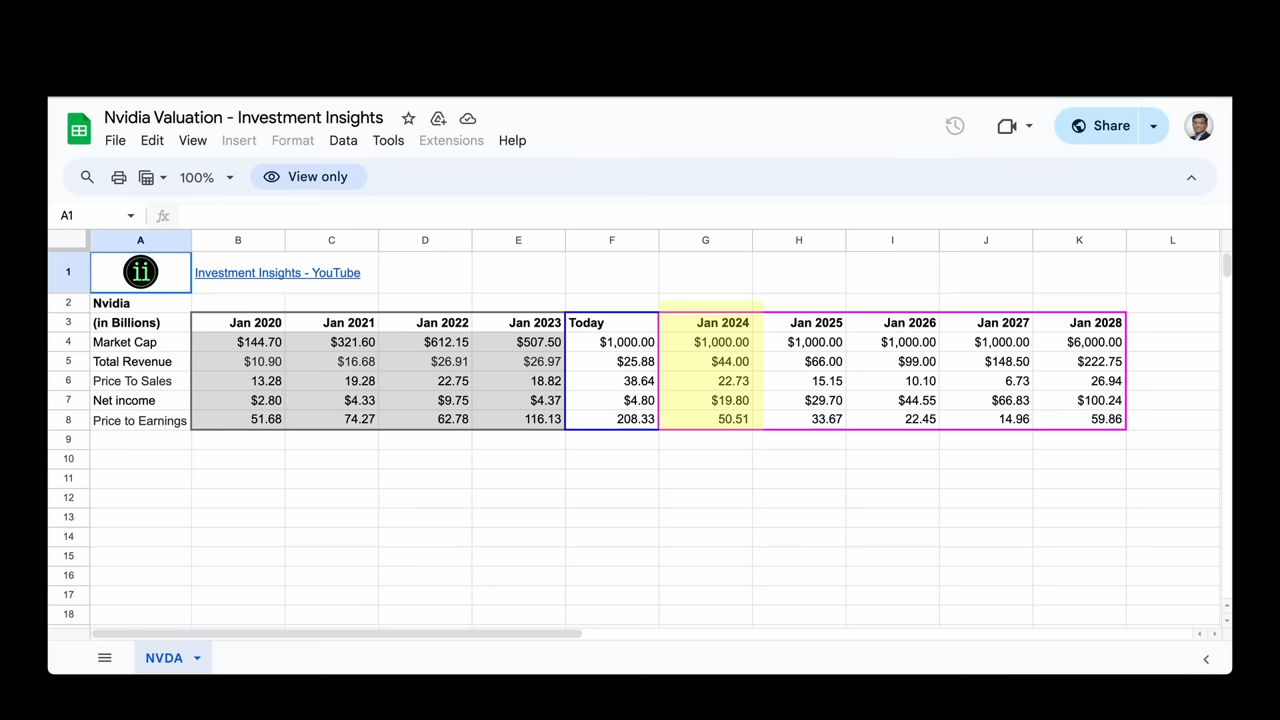 Nvidia Valuation - Investment Insights
File Edit View Insert Format Data Tools Extensions Help
Share
100% View only
A1 fx
A B C D E F G H I J K L
1 ii Investment Insights - YouTube
2 Nvidia
3 (in Billions) Jan 2020 Jan 2021 Jan 2022 Jan 2023 Today Jan 2024 Jan 2025 Jan 2026 Jan 2027 Jan 2028
4 Market Cap $144.70 $321.60 $612.15 $507.50 $1,000.00 $1,000.00 $1,000.00 $1,000.00 $1,000.00 $6,000.00
5 Total Revenue $10.90 $16.68 $26.91 $26.97 $25.88 $44.00 $66.00 $99.00 $148.50 $222.75
6 Price To Sales 13.28 19.28 22.75 18.82 38.64 22.73 15.15 10.10 6.73 26.94
7 Net income $2.80 $4.33 $9.75 $4.37 $4.80 $19.80 $29.70 $44.55 $66.83 $100.24
8 Price to Earnings 51.68 74.27 62.78 116.13 208.33 50.51 33.67 22.45 14.96 59.86
9
10
11
12
13
14
15
16
17
18
NVDA